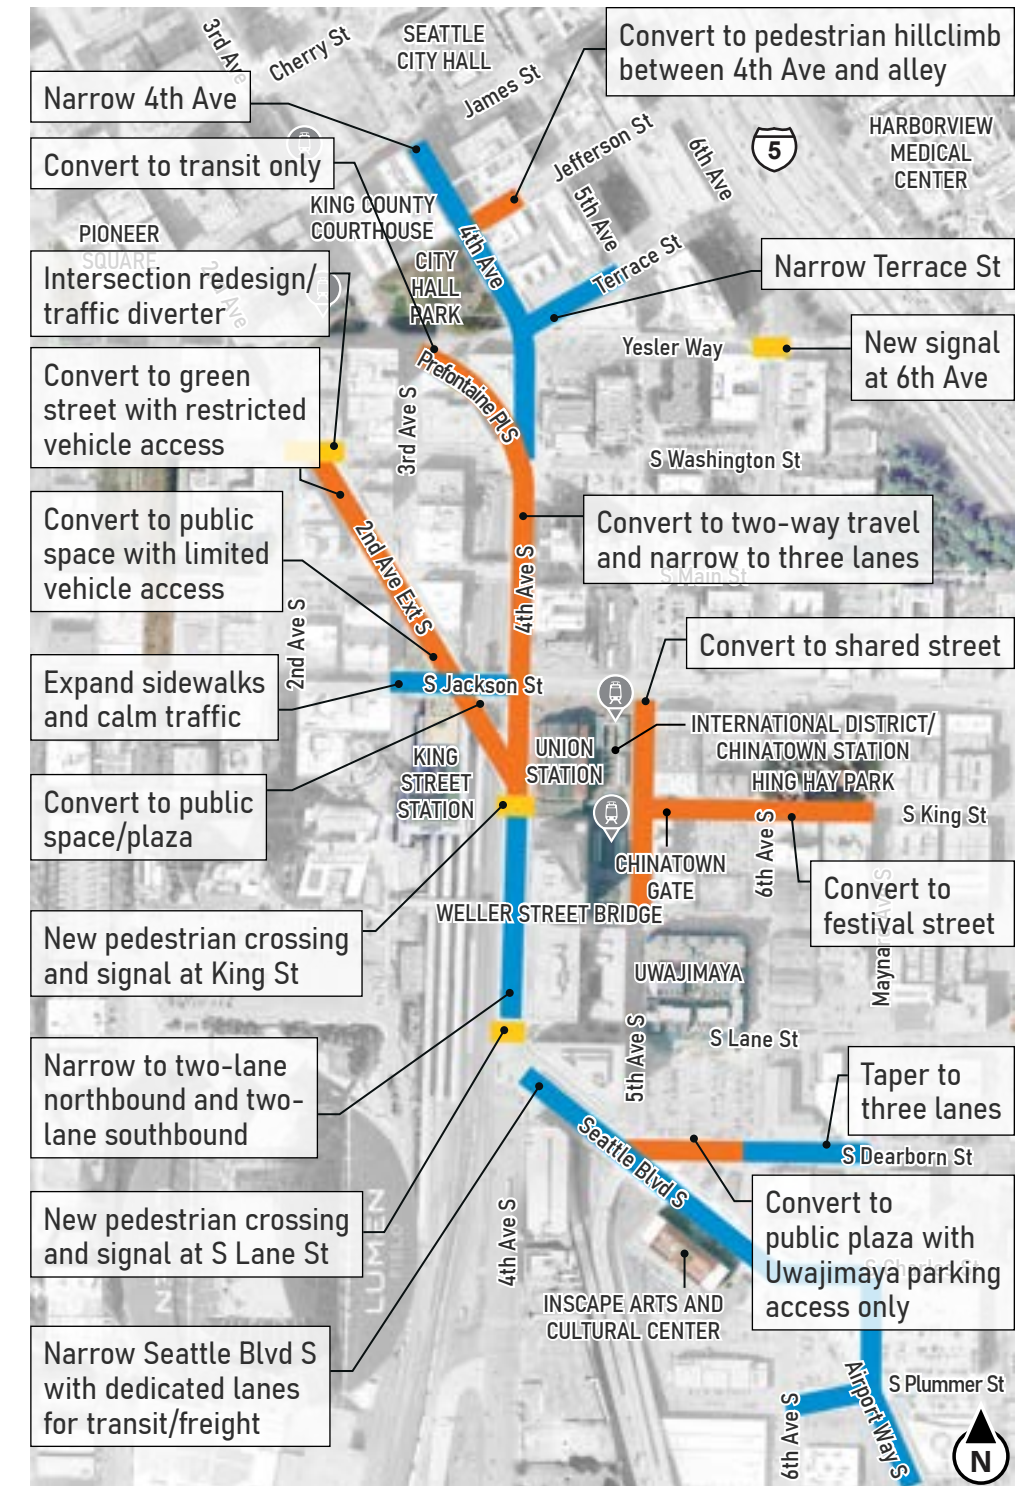 3rd Ave
Cherry St
SEATTLE
CITY HALL
James St
Convert to pedestrian hillclimb
between 4th Ave and alley
Narrow 4th Ave
Jefferson St
6th Ave
5
HARBORVIEW
MEDICAL
CENTER
Convert to transit only
KING COUNTY
COURTHOUSE
5th Ave
PIONEER
SQUARE
4th Ave
CITY
HALL
PARK
Terrace St
Narrow Terrace St
Intersection redesign/
traffic diverter
2nd Ave
Yesler Way
New signal
at 6th Ave
Prefontaine Pl S
Convert to green
street with restricted
vehicle access
3rd Ave S
S Washington St
Convert to public
space with limited
vehicle access
2nd Ave Ext S
4th Ave S
Convert to two-way travel
and narrow to three lanes
S Main St
2nd Ave S
Convert to shared street
Expand sidewalks
and calm traffic
S Jackson St
INTERNATIONAL DISTRICT/
CHINATOWN STATION
KING
STREET
STATION
UNION
STATION
HING HAY PARK
Convert to public
space/plaza
S King St
6th Ave S
CHINATOWN
GATE
Convert to
festival street
WELLER STREET BRIDGE
New pedestrian crossing
and signal at King St
Maynard Ave S
UWAJIMAYA
5th Ave S
S Lane St
Narrow to two-lane
northbound and two-
lane southbound
Taper to
three lanes
Seattle Blvd S
S Dearborn St
New pedestrian crossing
and signal at S Lane St
LUMEN
4th Ave S
Convert to
public plaza with
Uwajimaya parking
access only
S Charles St
INSCAPE ARTS AND
CULTURAL CENTER
Narrow Seattle Blvd S
with dedicated lanes
for transit/freight
S Plummer St
Airport Way S
6th Ave S
N